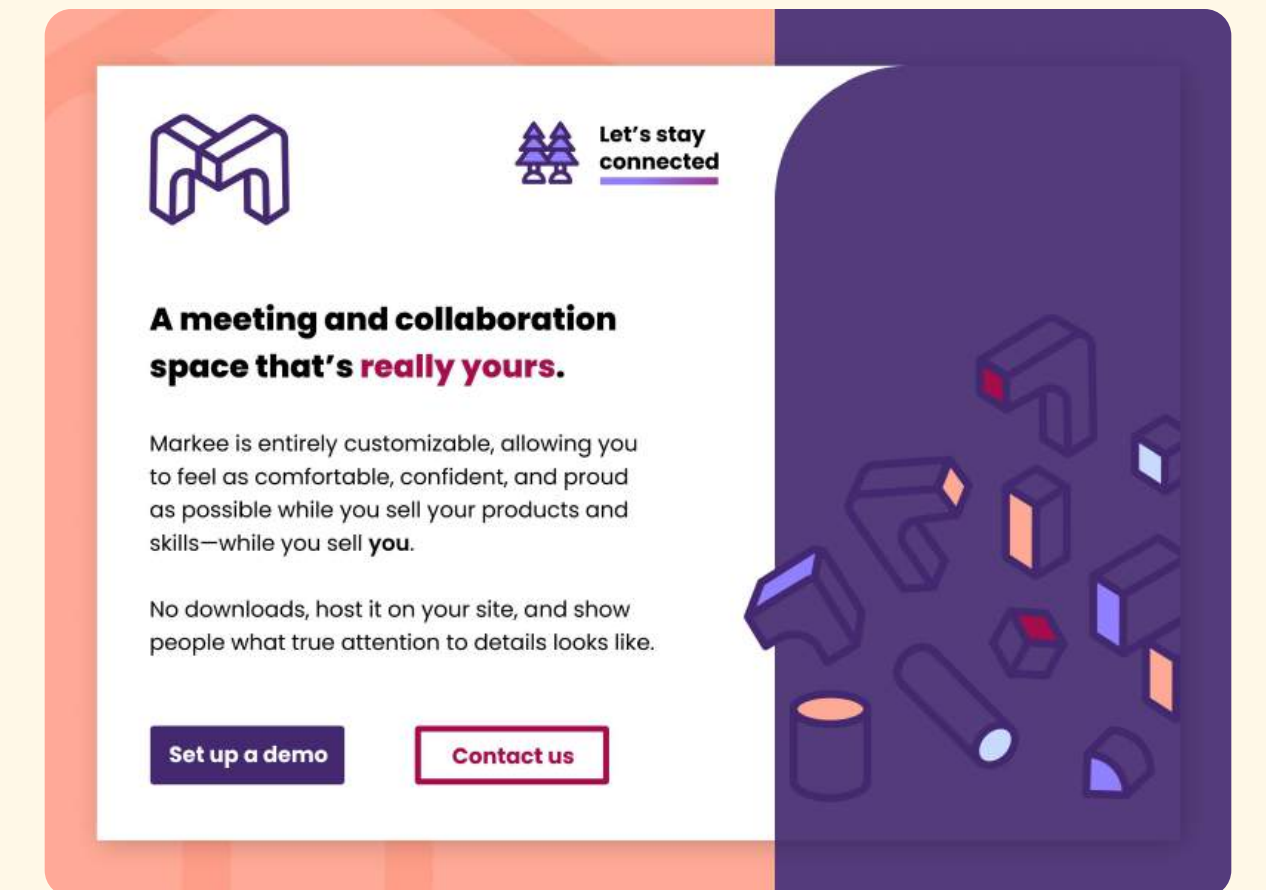 Let's stay
connected
A meeting and collaboration
space that's really yours.
Markee is entirely customizable, allowing you
to feel as comfortable, confident, and proud
as possible while you sell your products and
skills—while you sell you.
No downloads, host it on your site, and show
people what true attention to details looks like.
Set up a demo
Contact us